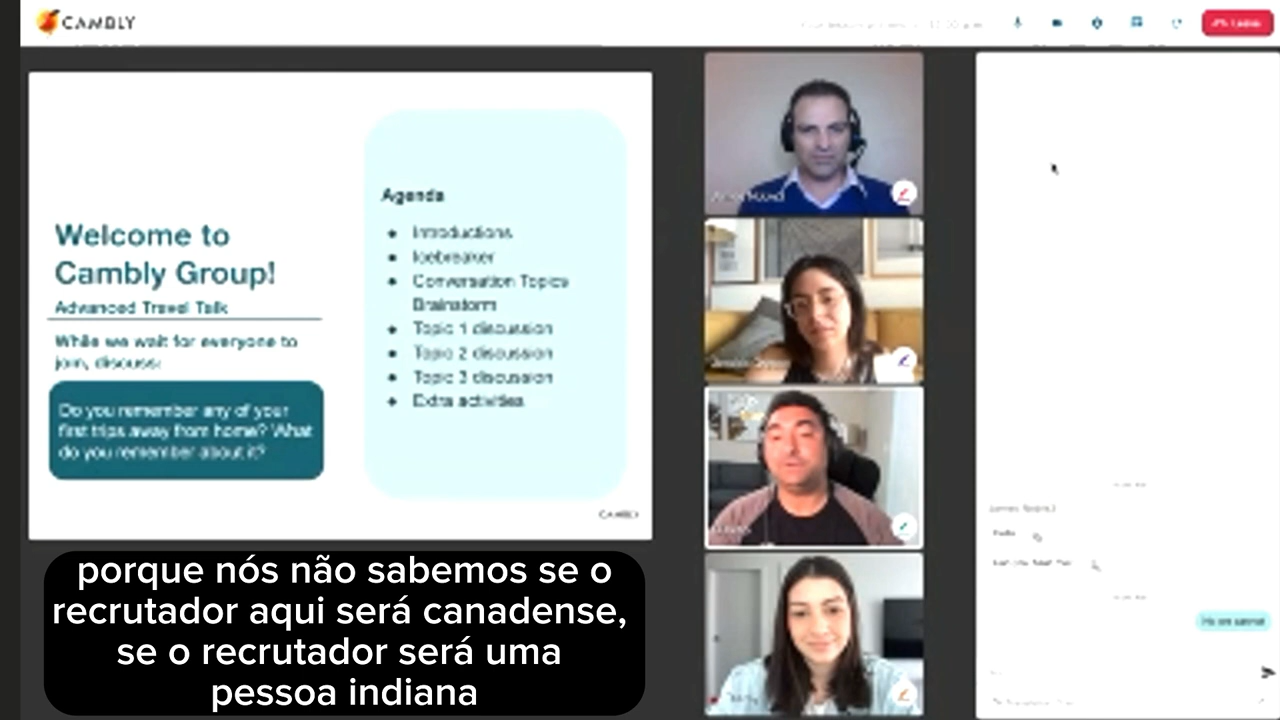 CAMBLY
Welcome to
Cambly Group!
Advanced Travel Talk
While we wait for everyone to
join, discuss:
Do you remember any of your
first trips away from home? What
do you remember about it?
Agenda
Introductions
Icebreaker
Conversation Topics
Brainstorm
Topic 1 discussion
Topic 2 discussion
Topic 3 discussion
Extra activities
CAMBLY
porque nós não sabemos se o
recrutador aqui será canadense,
se o recrutador será uma
pessoa indiana
Hello